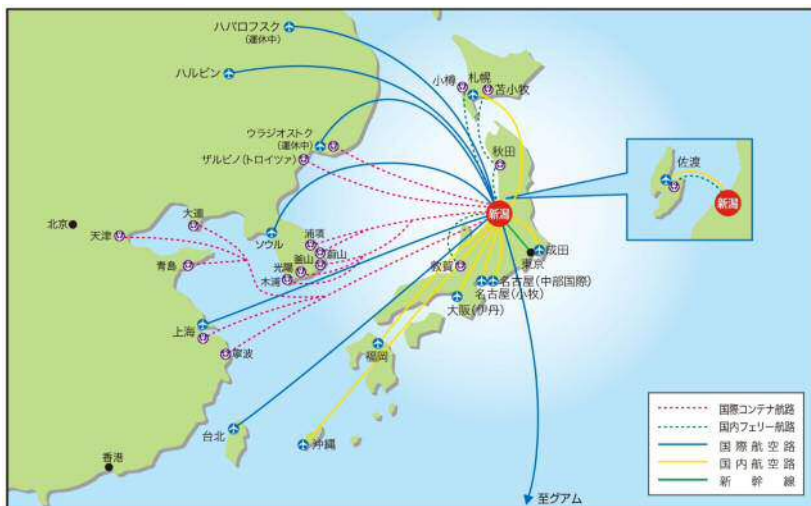 ハバロフスク
(運休中)
ハルビン
小樽
札幌
苫小牧
ウラジオストク
(運休中)
ザルビノ(トロイツァ)
秋田
佐渡
新潟
北京
大連
天津
ソウル
浦項
新潟
青島
釜山
蔚山
光陽
木浦
敦賀
成田
東京
名古屋(中部国際)
名古屋(小牧)
大阪(伊丹)
上海
寧波
福岡
台北
沖縄
香港
至グアム
国際コンテナ航路
国内フェリー航路
国際航空路
国内航空路
新幹線